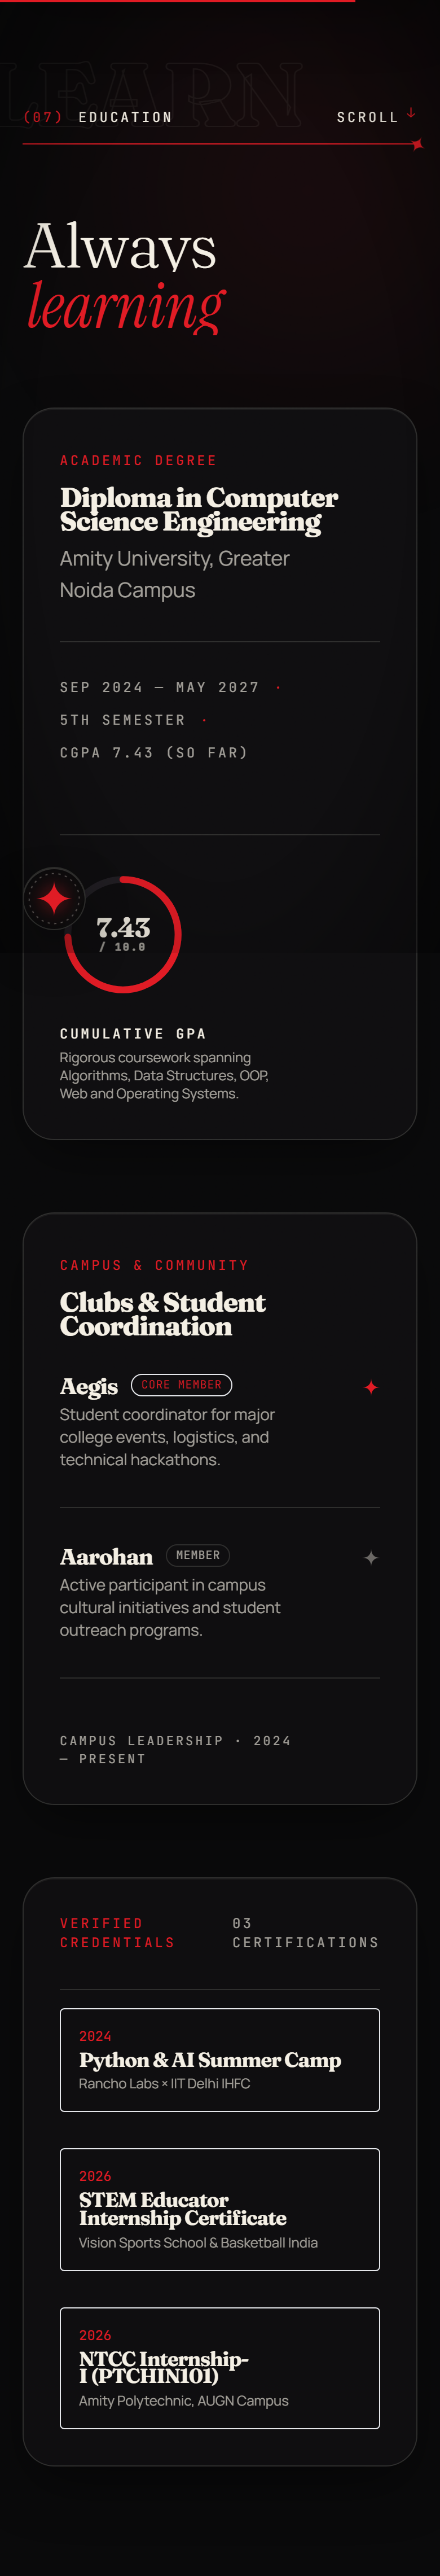 LEARN
(07) EDUCATION
SCROLL ↓
Always
learning
ACADEMIC DEGREE
Diploma in Computer
Science Engineering
Amity University, Greater
Noida Campus
SEP 2024 — MAY 2027 ·
5TH SEMESTER ·
CGPA 7.43 (SO FAR)
7.43
/ 10.0
CUMULATIVE GPA
Rigorous coursework spanning
Algorithms, Data Structures, OOP,
Web and Operating Systems.
CAMPUS & COMMUNITY
Clubs & Student
Coordination
Aegis CORE MEMBER
Student coordinator for major
college events, logistics, and
technical hackathons.
Aarohan MEMBER
Active participant in campus
cultural initiatives and student
outreach programs.
CAMPUS LEADERSHIP · 2024
— PRESENT
VERIFIED
CREDENTIALS
03
CERTIFICATIONS
2024
Python & AI Summer Camp
Rancho Labs × IIT Delhi IHFC
2026
STEM Educator
Internship Certificate
Vision Sports School & Basketball India
2026
NTCC Internship-
I (PTCHIN101)
Amity Polytechnic, AUGN Campus